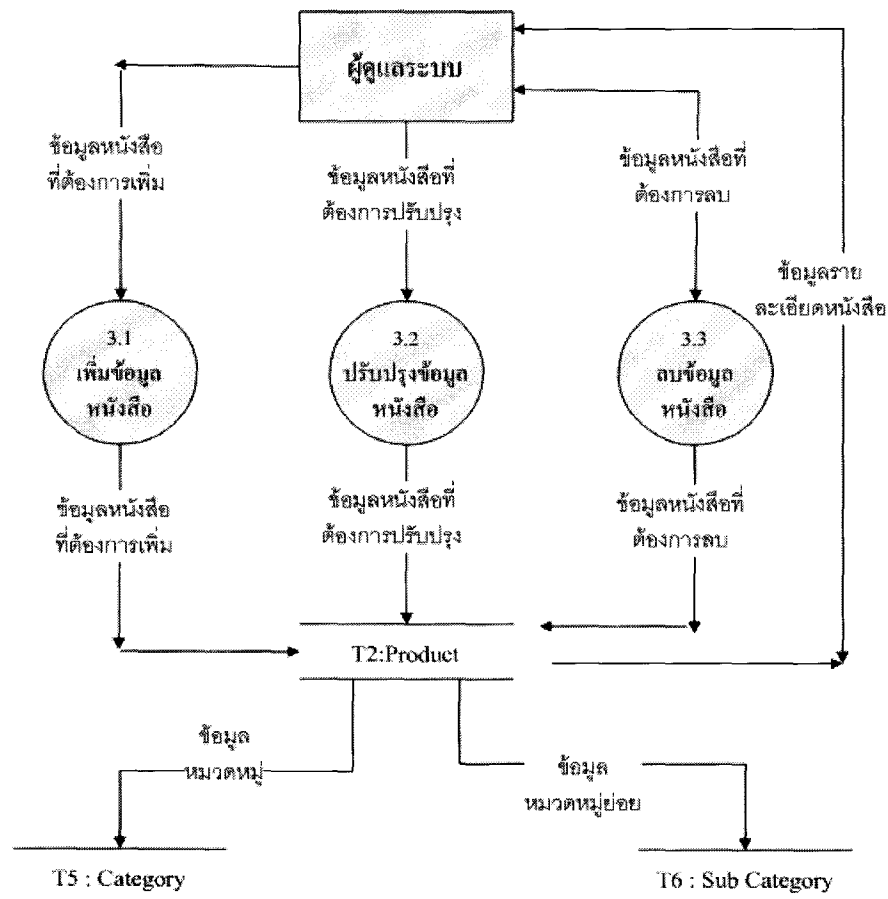 ผู้ดูแลระบบ
ข้อมูลหนังสือ
ที่ต้องการเพิ่ม
ข้อมูลหนังสือที่
ต้องการปรับปรุง
ข้อมูลหนังสือที่
ต้องการลบ
ข้อมูลราย
ละเอียดหนังสือ
3.1
เพิ่มข้อมูล
หนังสือ
3.2
ปรับปรุงข้อมูล
หนังสือ
3.3
ลบข้อมูล
หนังสือ
ข้อมูลหนังสือ
ที่ต้องการเพิ่ม
ข้อมูลหนังสือที่
ต้องการปรับปรุง
ข้อมูลหนังสือที่
ต้องการลบ
T2:Product
ข้อมูล
หมวดหมู่
ข้อมูล
หมวดหมู่ย่อย
T5 : Category
T6 : Sub Category